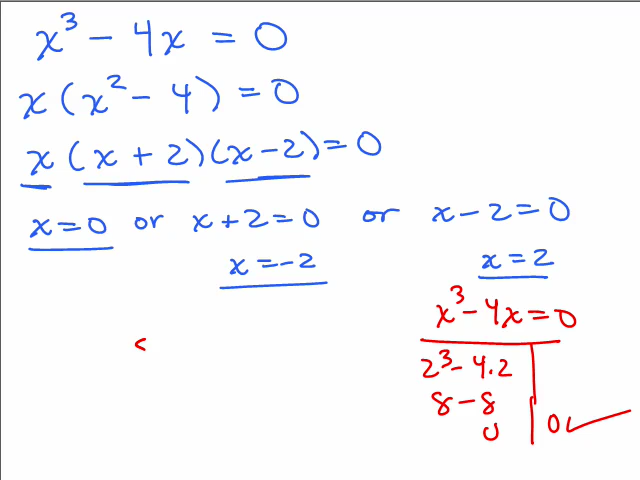 x³ - 4x = 0
x(x² - 4) = 0
x(x + 2)(x - 2) = 0
x = 0 or x + 2 = 0 or x - 2 = 0
x = -2 x = 2
x³ - 4x = 0
2³ - 4·2
8 - 8
0 | 0 ✓